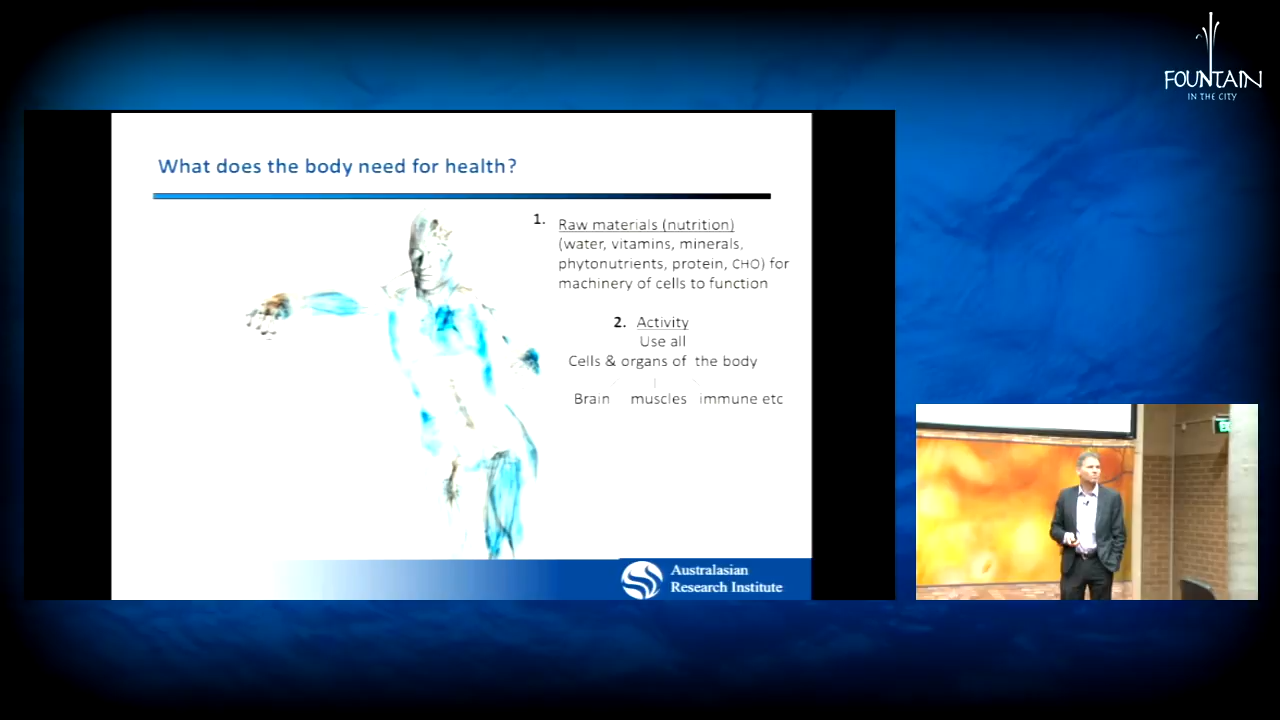 FOUNTAIN
IN THE CITY
What does the body need for health?
1. Raw materials (nutrition)
(water, vitamins, minerals,
phytonutrients, protein, CHO) for
machinery of cells to function
2. Activity
Use all
Cells & organs of the body
Brain muscles immune etc
Australasian
Research Institute